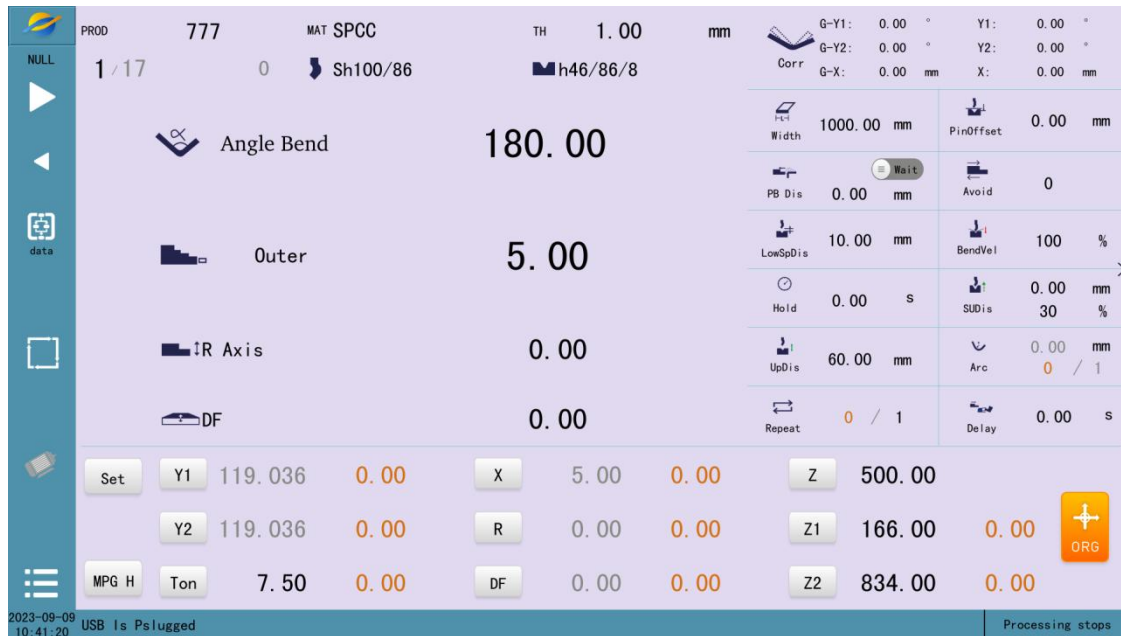 PROD 777 MAT SPCC TH 1.00 mm
NULL
1/17 0 Sh100/86 h46/86/8
Corr
G-Y1: 0.00 ° Y1: 0.00 °
G-Y2: 0.00 ° Y2: 0.00 °
G-X: 0.00 mm X: 0.00 mm
α Angle Bend 180.00
Width 1000.00 mm PinOffset 0.00 mm
Wait
PB Dis 0.00 mm Avoid 0
data
Outer 5.00
LowSpDis 10.00 mm BendVel 100 %
Hold 0.00 s SUDis 0.00 mm
30 %
R Axis 0.00
UpDis 60.00 mm Arc 0.00 mm
0 / 1
DF 0.00
Repeat 0 / 1 Delay 0.00 s
Set Y1 119.036 0.00 X 5.00 0.00 Z 500.00
Y2 119.036 0.00 R 0.00 0.00 Z1 166.00 0.00
ORG
MPG H Ton 7.50 0.00 DF 0.00 0.00 Z2 834.00 0.00
2023-09-09
10:41:20 USB Is Pslugged Processing stops